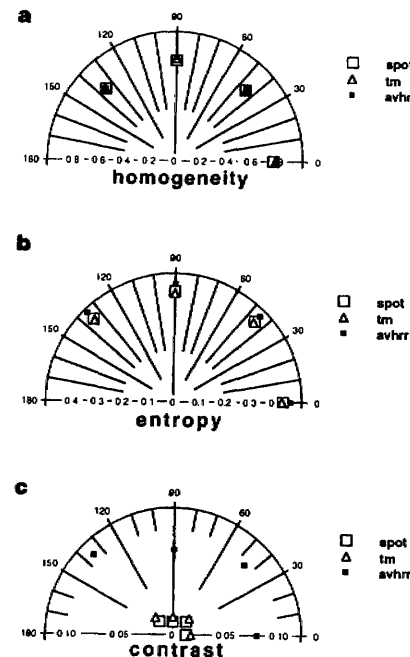 a
90
120
60
150
30
180
0 8 - 0 6 - 0 4 - 0 2 - 0 - 0 2 - 0 4 - 0 6
0
homogeneity
spot
tm
avhrr
b
90
120
60
150
30
180
0 4 - 0 3 - 0 2 - 0 1 - 0 - 0.1 - 0.2 - 0.3
0
entropy
spot
tm
avhrr
c
90
120
60
150
30
180
0 10
0 05
0
0.05
0.10
0
contrast
spot
tm
avhrr